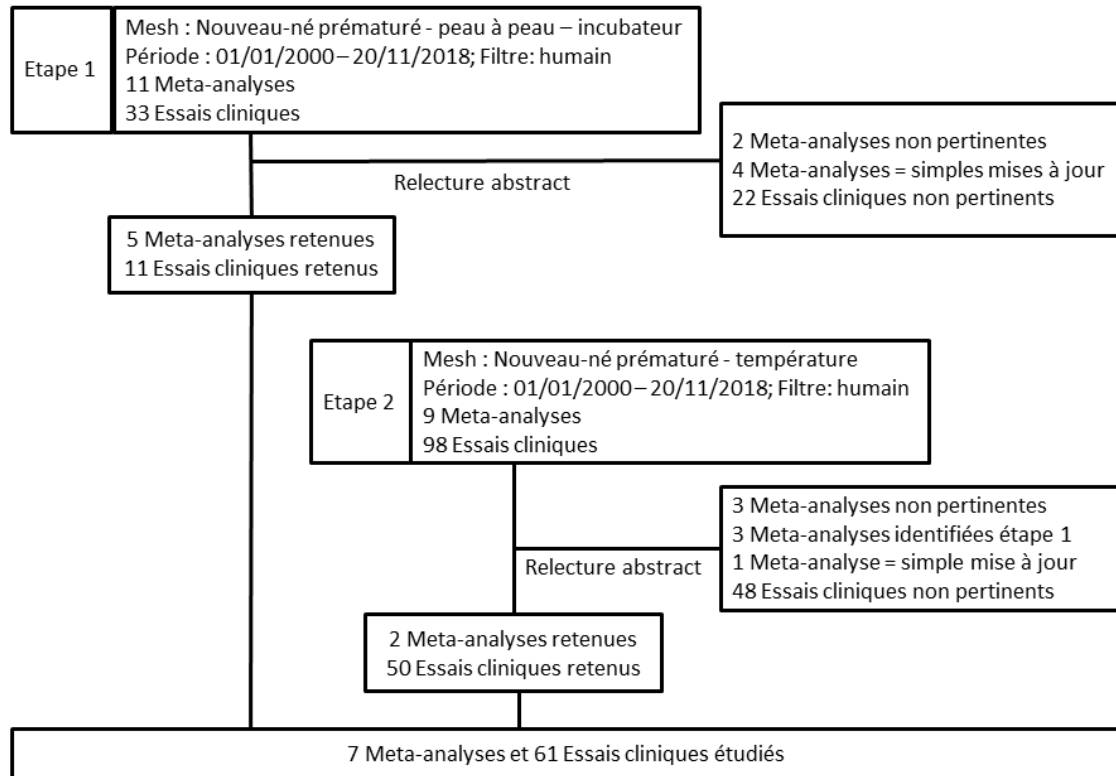 Etape 1
Mesh : Nouveau-né prématuré - peau à peau – incubateur
Période : 01/01/2000 – 20/11/2018; Filtre: humain
11 Meta-analyses
33 Essais cliniques
2 Meta-analyses non pertinentes
4 Meta-analyses = simples mises à jour
22 Essais cliniques non pertinents
Relecture abstract
5 Meta-analyses retenues
11 Essais cliniques retenus
Etape 2
Mesh : Nouveau-né prématuré - température
Période : 01/01/2000 – 20/11/2018; Filtre: humain
9 Meta-analyses
98 Essais cliniques
3 Meta-analyses non pertinentes
3 Meta-analyses identifiées étape 1
1 Meta-analyse = simple mise à jour
48 Essais cliniques non pertinents
Relecture abstract
2 Meta-analyses retenues
50 Essais cliniques retenus
7 Meta-analyses et 61 Essais cliniques étudiés